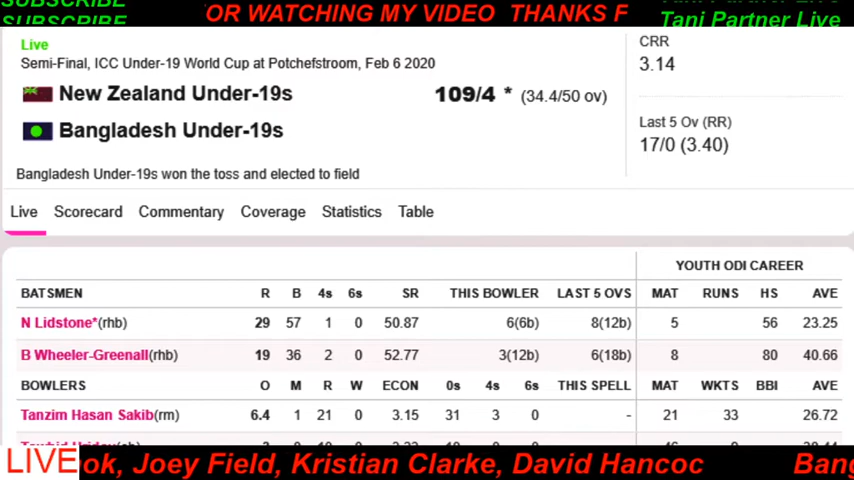 SUBSCRIBE
SUBSCRIBE
OR WATCHING MY VIDEO THANKS F
Tani Partner Live
Tani Partner Live
Live
Semi-Final, ICC Under-19 World Cup at Potchefstroom, Feb 6 2020
New Zealand Under-19s 109/4 * (34.4/50 ov)
Bangladesh Under-19s
Bangladesh Under-19s won the toss and elected to field
CRR
3.14
Last 5 Ov (RR)
17/0 (3.40)
Live Scorecard Commentary Coverage Statistics Table
YOUTH ODI CAREER
BATSMEN R B 4s 6s SR THIS BOWLER LAST 5 OVS MAT RUNS HS AVE
N Lidstone*(rhb) 29 57 1 0 50.87 6(6b) 8(12b) 5 56 23.25
B Wheeler-Greenall(rhb) 19 36 2 0 52.77 3(12b) 6(18b) 8 80 40.66
BOWLERS O M R W ECON 0s 4s 6s THIS SPELL MAT WKTS BBI AVE
Tanzim Hasan Sakib(rm) 6.4 1 21 0 3.15 31 3 0 - 21 33 26.72
LIVE ok, Joey Field, Kristian Clarke, David Hancoc Bang